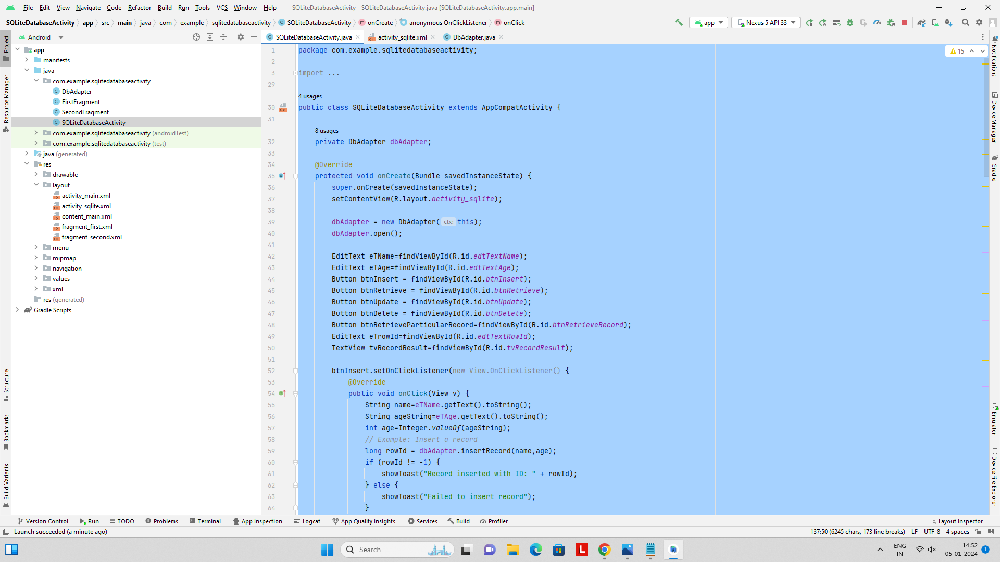 File Edit View Navigate Code Refactor Build Run Tools VCS Window Help SQLiteDatabaseActivity - SQLiteDatabaseActivity.java [SQLiteDatabaseActivity.app.main]
SQLiteDatabaseActivity app src main java com example sqlitedatabaseactivity SQLiteDatabaseActivity onCreate anonymous OnClickListener onClick app Nexus 5 API 33
Android
SQLiteDatabaseActivity.java activity_sqlite.xml DbAdapter.java
Project
Resource Manager
Structure
Bookmarks
Build Variants
app
manifests
java
com.example.sqlitedatabaseactivity
DbAdapter
FirstFragment
SecondFragment
SQLiteDatabaseActivity
com.example.sqlitedatabaseactivity (androidTest)
com.example.sqlitedatabaseactivity (test)
java (generated)
res
drawable
layout
activity_main.xml
activity_sqlite.xml
content_main.xml
fragment_first.xml
fragment_second.xml
menu
mipmap
navigation
values
xml
res (generated)
Gradle Scripts
15
1 package com.example.sqlitedatabaseactivity;
2
3 import ...
29
4 usages
30 public class SQLiteDatabaseActivity extends AppCompatActivity {
31
8 usages
32 private DbAdapter dbAdapter;
33
34 @Override
35 protected void onCreate(Bundle savedInstanceState) {
36 super.onCreate(savedInstanceState);
37 setContentView(R.layout.activity_sqlite);
38
39 dbAdapter = new DbAdapter( ctx: this);
40 dbAdapter.open();
41
42 EditText eTName=findViewById(R.id.edtTextName);
43 EditText eTAge=findViewById(R.id.edtTextAge);
44 Button btnInsert = findViewById(R.id.btnInsert);
45 Button btnRetrieve = findViewById(R.id.btnRetrieve);
46 Button btnUpdate = findViewById(R.id.btnUpdate);
47 Button btnDelete = findViewById(R.id.btnDelete);
48 Button btnRetrieveParticularRecord=findViewById(R.id.btnRetrieveRecord);
49 EditText eTrowId=findViewById(R.id.edtTextRowId);
50 TextView tvRecordResult=findViewById(R.id.tvRecordResult);
51
52 btnInsert.setOnClickListener(new View.OnClickListener() {
53 @Override
54 public void onClick(View v) {
55 String name=eTName.getText().toString();
56 String ageString=eTAge.getText().toString();
57 int age=Integer.valueOf(ageString);
58 // Example: Insert a record
59 long rowId = dbAdapter.insertRecord(name,age);
60 if (rowId != -1) {
61 showToast("Record inserted with ID: " + rowId);
62 } else {
63 showToast("Failed to insert record");
64 }
Notifications
Device Manager
Gradle
Emulator
Device File Explorer
Version Control Run TODO Problems Terminal App Inspection Logcat App Quality Insights Services Build Profiler Layout Inspector
Launch succeeded (a minute ago) 137:50 (6245 chars, 173 line breaks) LF UTF-8 4 spaces
Search
L
ENG
IN
14:52
05-01-2024
1